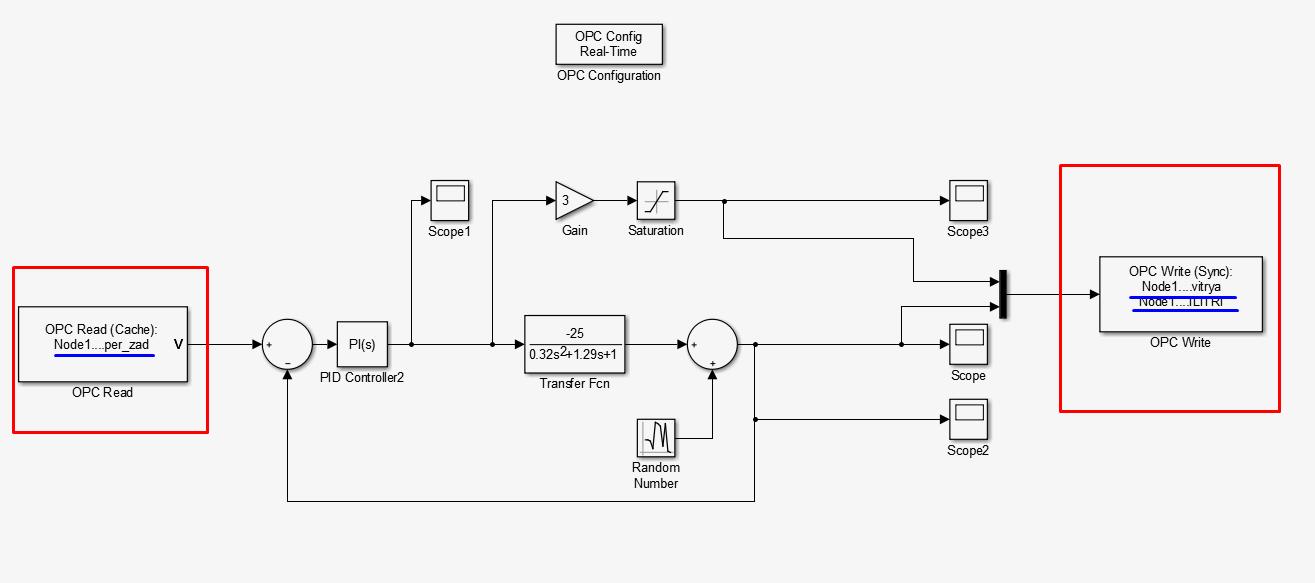 OPC Config
Real-Time
OPC Configuration
Scope1
3
Gain
Saturation
Scope3
OPC Read (Cache):
Node1....per_zad
V
OPC Read
+
−
PI(s)
PID Controller2
-25
0.32s²+1.29s+1
Transfer Fcn
+
+
Random
Number
Scope
Scope2
OPC Write (Sync):
Node1....vitrya
OPC Write